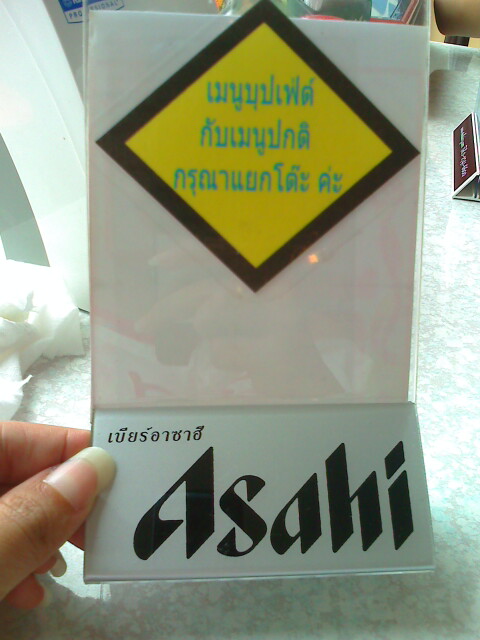 PROFESSIONAL
เมนูบุปเฟ่ต์
กับเมนูปกติ
กรุณาแยกโต๊ะ ค่ะ
เบียร์อาซาฮี
Asahi